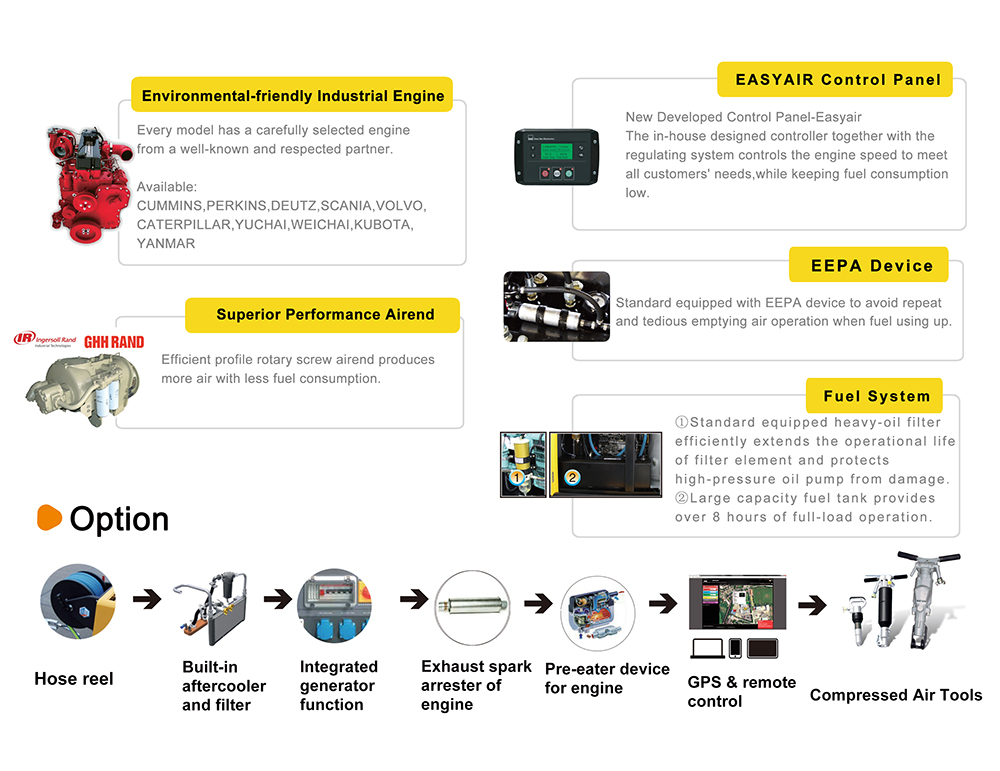 Environmental-friendly Industrial Engine
Every model has a carefully selected engine
from a well-known and respected partner.
Available:
CUMMINS,PERKINS,DEUTZ,SCANIA,VOLVO,
CATERPILLAR,YUCHAI,WEICHAI,KUBOTA,
YANMAR
Superior Performance Airend
IR Ingersoll Rand
Industrial Technologies
GHH RAND
Efficient profile rotary screw airend produces
more air with less fuel consumption.
EASYAIR Control Panel
New Developed Control Panel-Easyair
The in-house designed controller together with the
regulating system controls the engine speed to meet
all customers' needs,while keeping fuel consumption
low.
EEPA Device
Standard equipped with EEPA device to avoid repeat
and tedious emptying air operation when fuel using up.
Fuel System
①Standard equipped heavy-oil filter
efficiently extends the operational life
of filter element and protects
high-pressure oil pump from damage.
②Large capacity fuel tank provides
over 8 hours of full-load operation.
1
2
Option
Hose reel
Built-in
aftercooler
and filter
Integrated
generator
function
Exhaust spark
arrester of
engine
Pre-eater device
for engine
GPS & remote
control
Compressed Air Tools